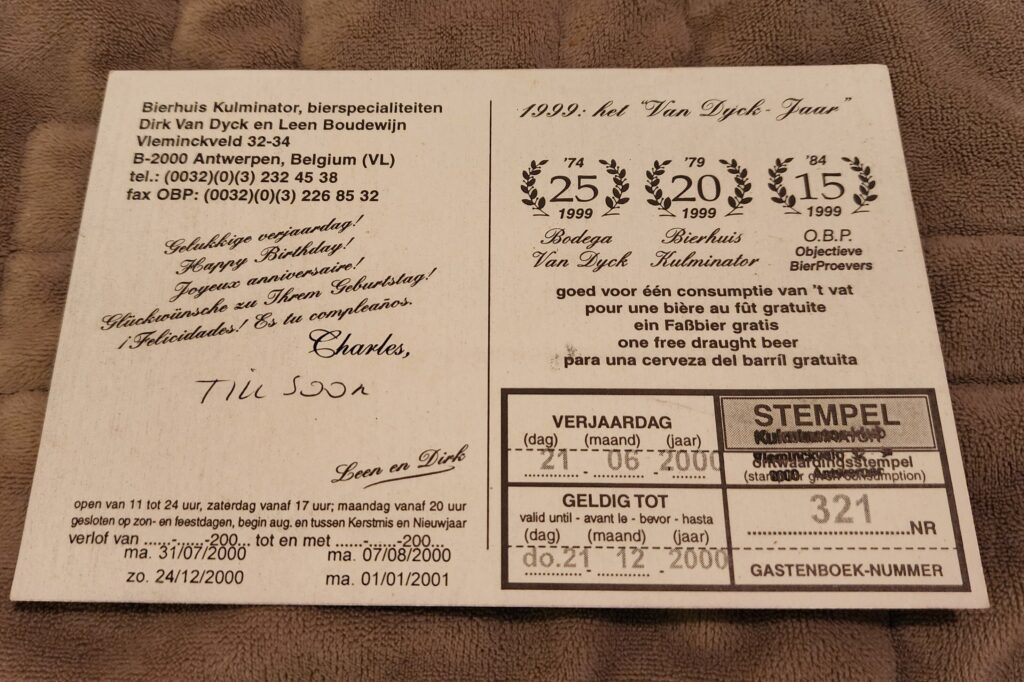 Bierhuis Kulminator, bierspecialiteiten
Dirk Van Dyck en Leen Boudewijn
Vleminckveld 32-34
B-2000 Antwerpen, Belgium (VL)
tel.: (0032)(0)(3) 232 45 38
fax OBP: (0032)(0)(3) 226 85 32
Gelukkige verjaardag!
Happy Birthday!
Joyeux anniversaire!
Glückwünsche zu Ihrem Geburtstag!
¡Felicidades! Es tu compleaños.
Charles,
Till Soon
Leen en Dirk
open van 11 tot 24 uur, zaterdag vanaf 17 uur; maandag vanaf 20 uur
gesloten op zon- en feestdagen, begin aug. en tussen Kerstmis en Nieuwjaar
verlof van ......-......-200... tot en met ......-......-200...
ma. 31/07/2000 ma. 07/08/2000
zo. 24/12/2000 ma. 01/01/2001
1999: het "Van Dyck-Jaar"
'74 '79 '84
25 20 15
1999 1999 1999
Bodega Bierhuis O.B.P.
Van Dyck Kulminator Objectieve
BierProevers
goed voor één consumptie van 't vat
pour une bière au fût gratuite
ein Faßbier gratis
one free draught beer
para una cerveza del barríl gratuita
VERJAARDAG
(dag) (maand) (jaar)
21 06 2000
GELDIG TOT
valid until - avant le - bevor - hasta
(dag) (maand) (jaar)
do.21 12 2000
STEMPEL
Vleminckveld
ontwaardingsstempel
consumption)
2000 Antwerpen
321
NR
GASTENBOEK-NUMMER